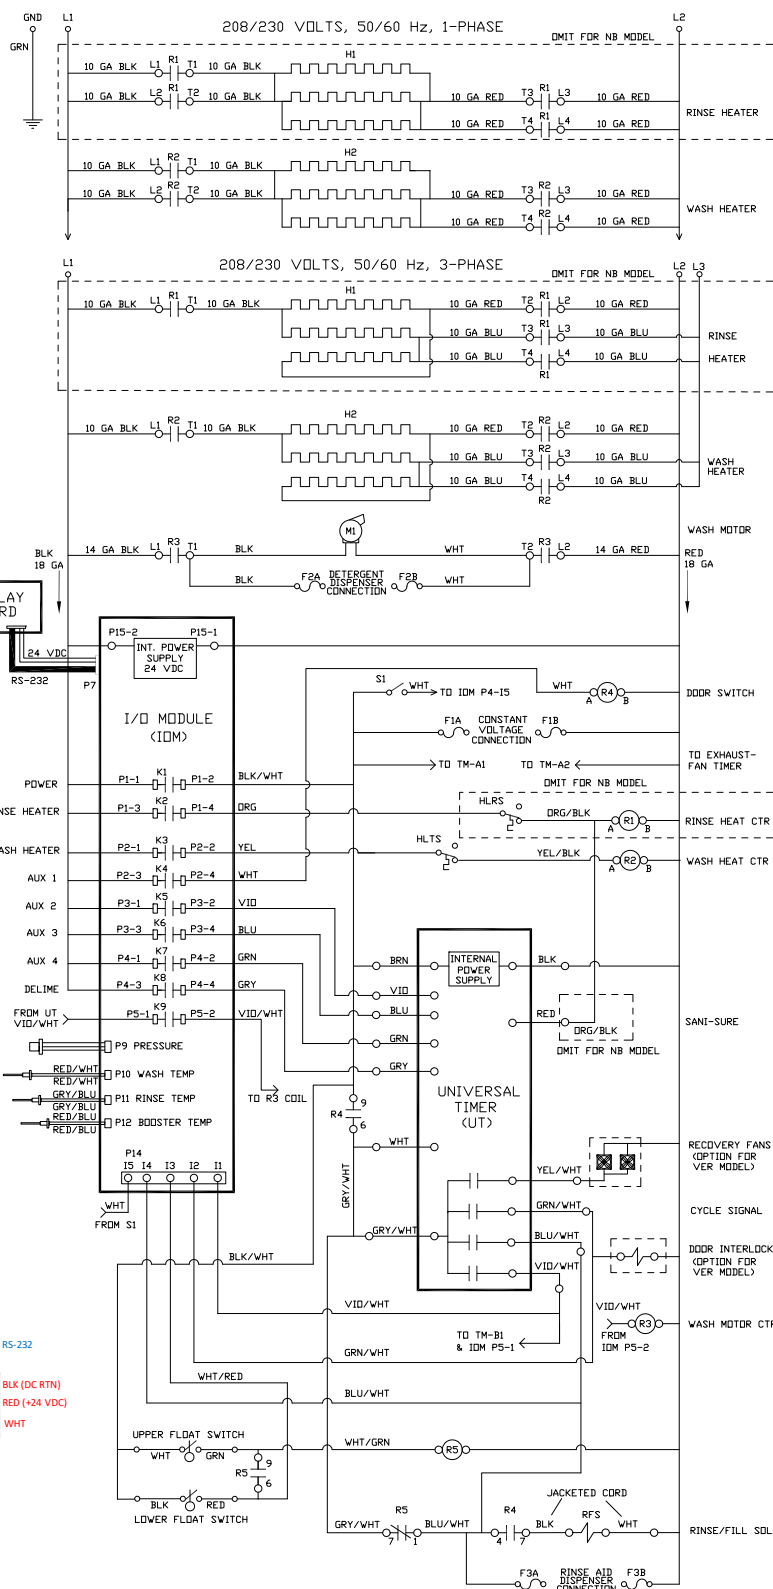 GND L1 208/230 VOLTS, 50/60 Hz, 1-PHASE L2
GRN OMIT FOR NB MODEL
H1
10 GA BLK L1 R1 T1 10 GA BLK
10 GA BLK L2 R1 T2 10 GA BLK 10 GA RED T3 R1 L3 10 GA RED
RINSE HEATER
10 GA RED T4 R1 L4 10 GA RED
H2
10 GA BLK L1 R2 T1 10 GA BLK
10 GA BLK L2 R2 T2 10 GA BLK 10 GA RED T3 R2 L3 10 GA RED
WASH HEATER
10 GA RED T4 R2 L4 10 GA RED
L1 208/230 VOLTS, 50/60 Hz, 3-PHASE L2 L3
OMIT FOR NB MODEL
H1
10 GA BLK L1 R1 T1 10 GA BLK 10 GA RED T2 R1 L2 10 GA RED
10 GA BLU T3 R1 L3 10 GA BLU RINSE
10 GA BLU T4 L4 10 GA BLU HEATER
R1
H2
10 GA BLK L1 R2 T1 10 GA BLK 10 GA RED T2 R2 L2 10 GA RED
10 GA BLU T3 R2 L3 10 GA BLU WASH
HEATER
10 GA BLU T4 L4 10 GA BLU
R2
M1 WASH MOTOR
BLK 14 GA BLK L1 R3 T1 BLK WHT T2 R3 L2 14 GA RED RED
18 GA 18 GA
BLK F2A DETERGENT F2B WHT
DISPENSER
CONNECTION
LAY
RD
24 VDC
RS-232 P7
P15-2 P15-1
INT. POWER
SUPPLY
24 VDC
I/O MODULE
(IOM)
S1 WHT TO IOM P4-I5 WHT A R4 B DOOR SWITCH
F1A CONSTANT F1B
VOLTAGE
CONNECTION
TO TM-A1 TO TM-A2 TO EXHAUST-
FAN TIMER
OMIT FOR NB MODEL
POWER P1-1 K1 P1-2 BLK/WHT
NSE HEATER P1-3 K2 P1-4 ORG HLRS ORG/BLK A R1 B RINSE HEAT CTR
ASH HEATER P2-1 K3 P2-2 YEL HLTS YEL/BLK A R2 B WASH HEAT CTR
AUX 1 P2-3 K4 P2-4 WHT
AUX 2 P3-1 K5 P3-2 VIO
AUX 3 P3-3 K6 P3-4 BLU
AUX 4 P4-1 K7 P4-2 GRN
DELIME P4-3 K8 P4-4 GRY
FROM UT
VIO/WHT P5-1 K9 P5-2 VIO/WHT
BRN INTERNAL
POWER
SUPPLY BLK
VIO
BLU RED ORG/BLK SANI-SURE
OMIT FOR NB MODEL
GRN
GRY
P9 PRESSURE
RED/WHT
RED/WHT P10 WASH TEMP
GRY/BLU
GRY/BLU P11 RINSE TEMP
RED/BLU
RED/BLU P12 BOOSTER TEMP
TO R3 COIL
UNIVERSAL
TIMER
(UT)
R4 9
6
WHT
P14
I5 I4 I3 I2 I1
WHT
FROM S1
GRY/WHT
GRY/WHT
RECOVERY FANS
(OPTION FOR
VER MODEL)
YEL/WHT
GRN/WHT CYCLE SIGNAL
BLU/WHT
DOOR INTERLOCK
(OPTION FOR
VER MODEL)
VIO/WHT
BLK/WHT
VIO/WHT
VIO/WHT R3 WASH MOTOR CTR
FROM
IOM P5-2
TO TM-B1
& IOM P5-1
RS-232
GRN/WHT
WHT/RED
BLK (DC RTN)
BLU/WHT
RED (+24 VDC)
WHT
UPPER FLOAT SWITCH
WHT GRN WHT/GRN R5
R5 9
6
BLK RED
LOWER FLOAT SWITCH
JACKETED CORD
GRY/WHT 7 R5 1 BLU/WHT 4 R4 7 BLK RFS WHT RINSE/FILL SOL
F3A RINSE AID F3B
DISPENSER
CONNECTION